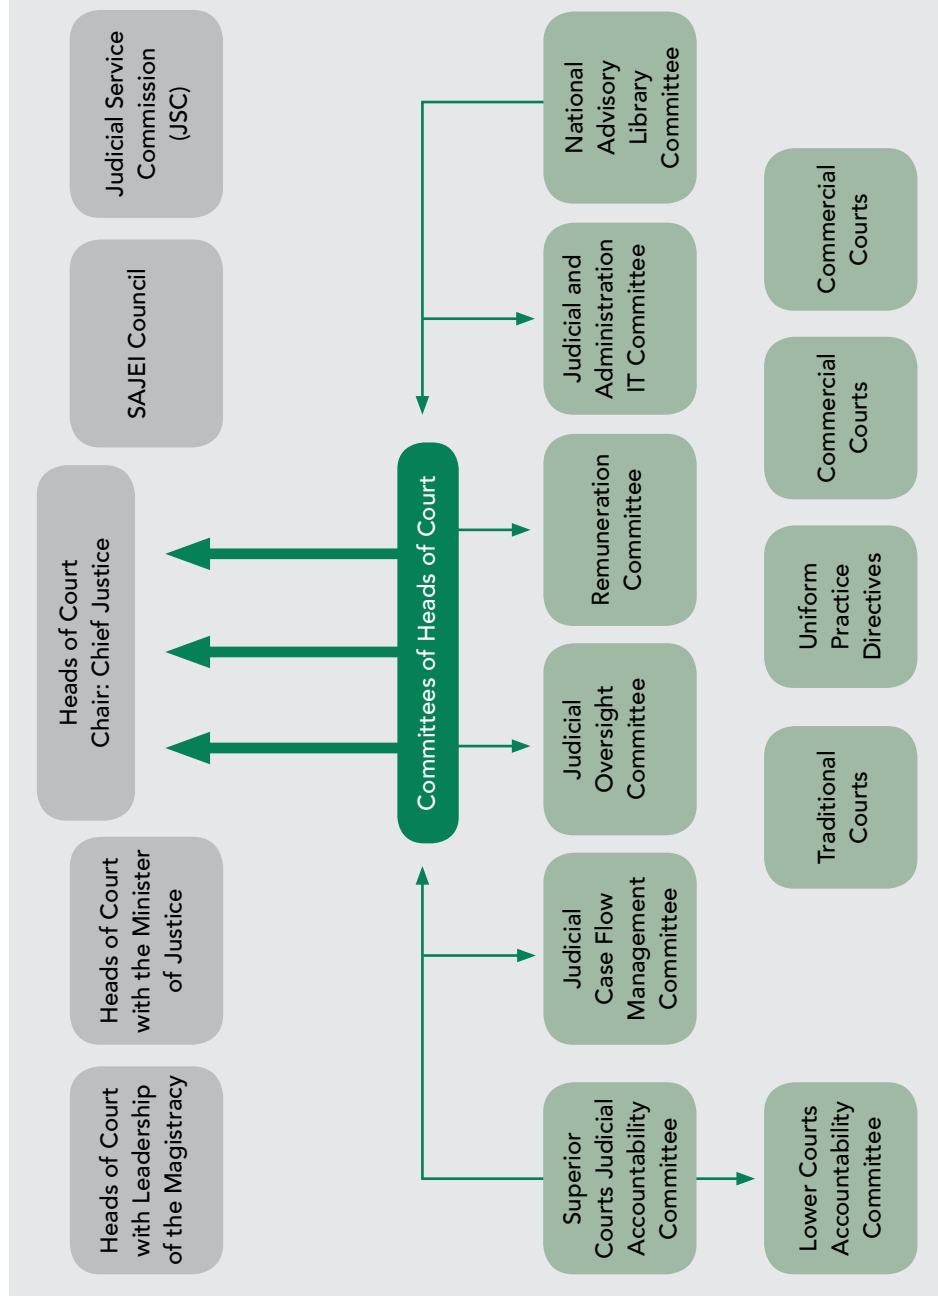 Heads of Court
with Leadership
of the Magistracy
Heads of Court
with the Minister
of Justice
Heads of Court
Chair: Chief Justice
SAJEI Council
Judicial Service
Commission
(JSC)
Committees of Heads of Court
Superior
Courts Judicial
Accountability
Committee
Judicial
Case Flow
Management
Committee
Judicial
Oversight
Committee
Remuneration
Committee
Judicial and
Administration
IT Committee
National
Advisory
Library
Committee
Lower Courts
Accountability
Committee
Traditional
Courts
Uniform
Practice
Directives
Commercial
Courts
Commercial
Courts